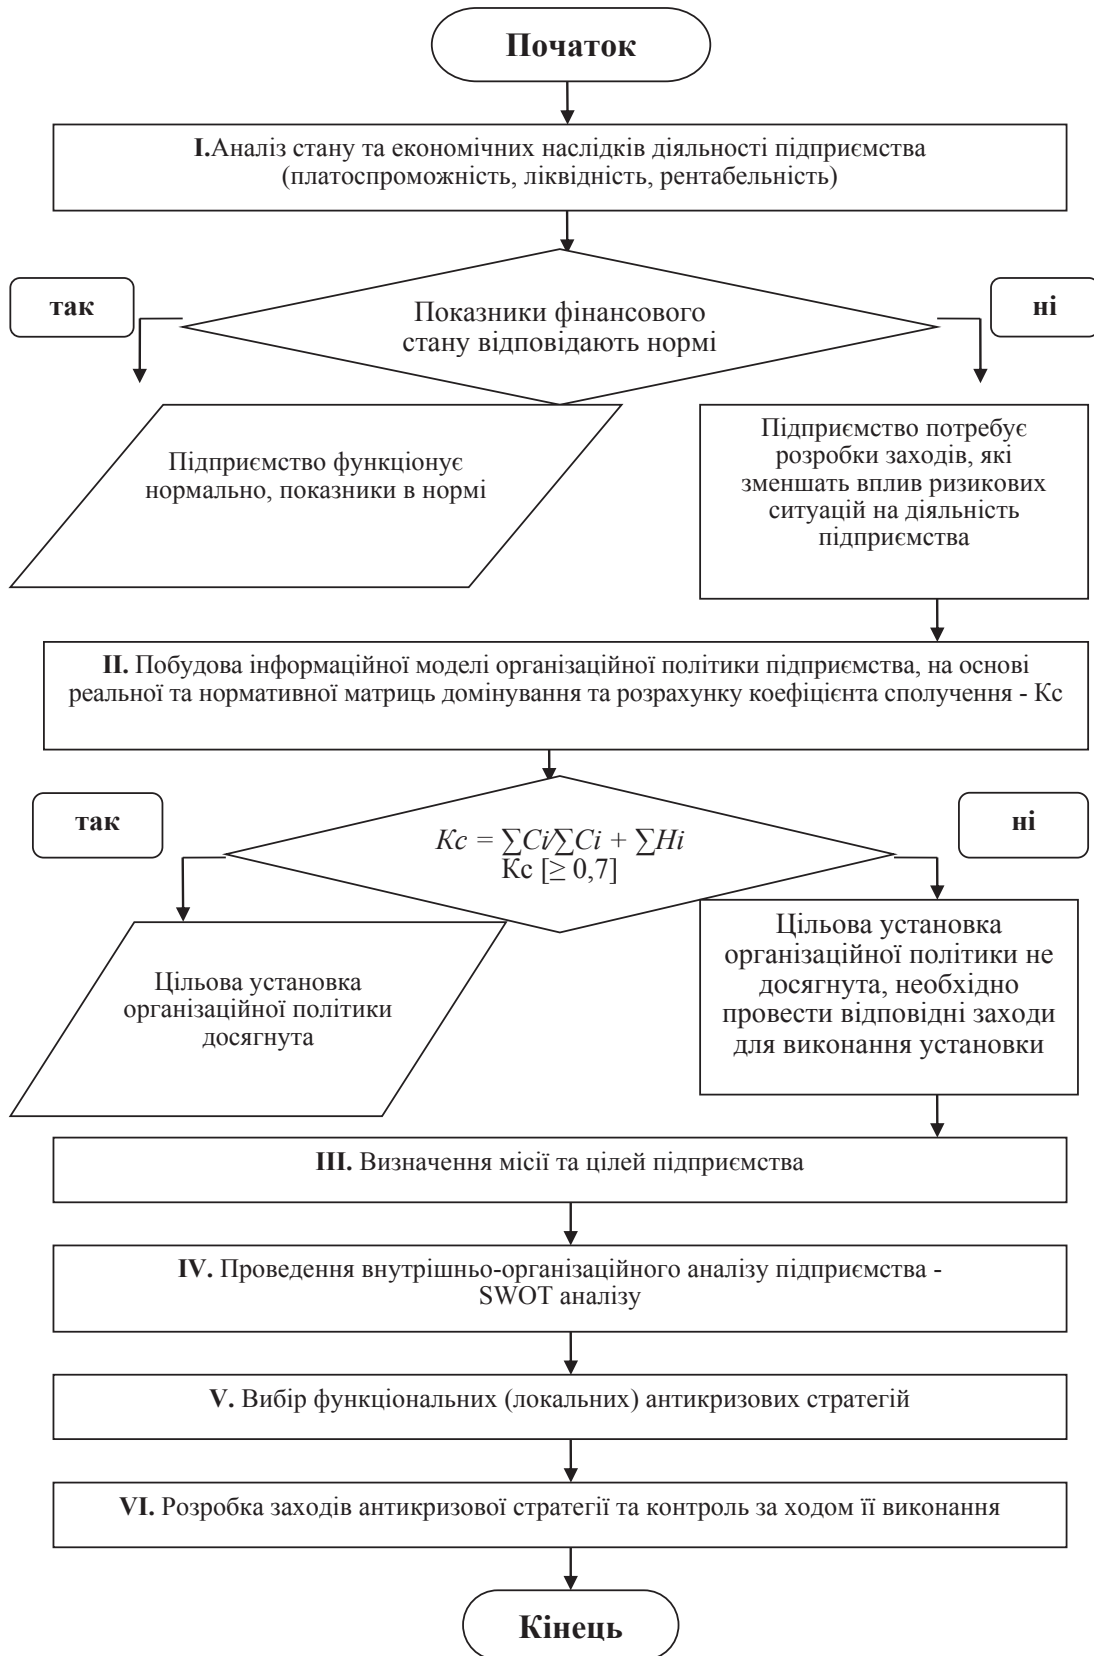 Початок
I.Аналіз стану та економічних наслідків діяльності підприємства
(платоспроможність, ліквідність, рентабельність)
так
ні
Показники фінансового
стану відповідають нормі
Підприємство функціонує
нормально, показники в нормі
Підприємство потребує
розробки заходів, які
зменшать вплив ризикових
ситуацій на діяльність
підприємства
II. Побудова інформаційної моделі організаційної політики підприємства, на основі
реальної та нормативної матриць домінування та розрахунку коефіцієнта сполучення - Кс
так
ні
Кс = ∑Сi/∑Сi + ∑Нi
Кс [≥ 0,7]
Цільова установка
організаційної політики
досягнута
Цільова установка
організаційної політики не
досягнута, необхідно
провести відповідні заходи
для виконання установки
III. Визначення місії та цілей підприємства
IV. Проведення внутрішньо-організаційного аналізу підприємства -
SWOT аналізу
V. Вибір функціональних (локальних) антикризових стратегій
VI. Розробка заходів антикризової стратегії та контроль за ходом її виконання
Кінець